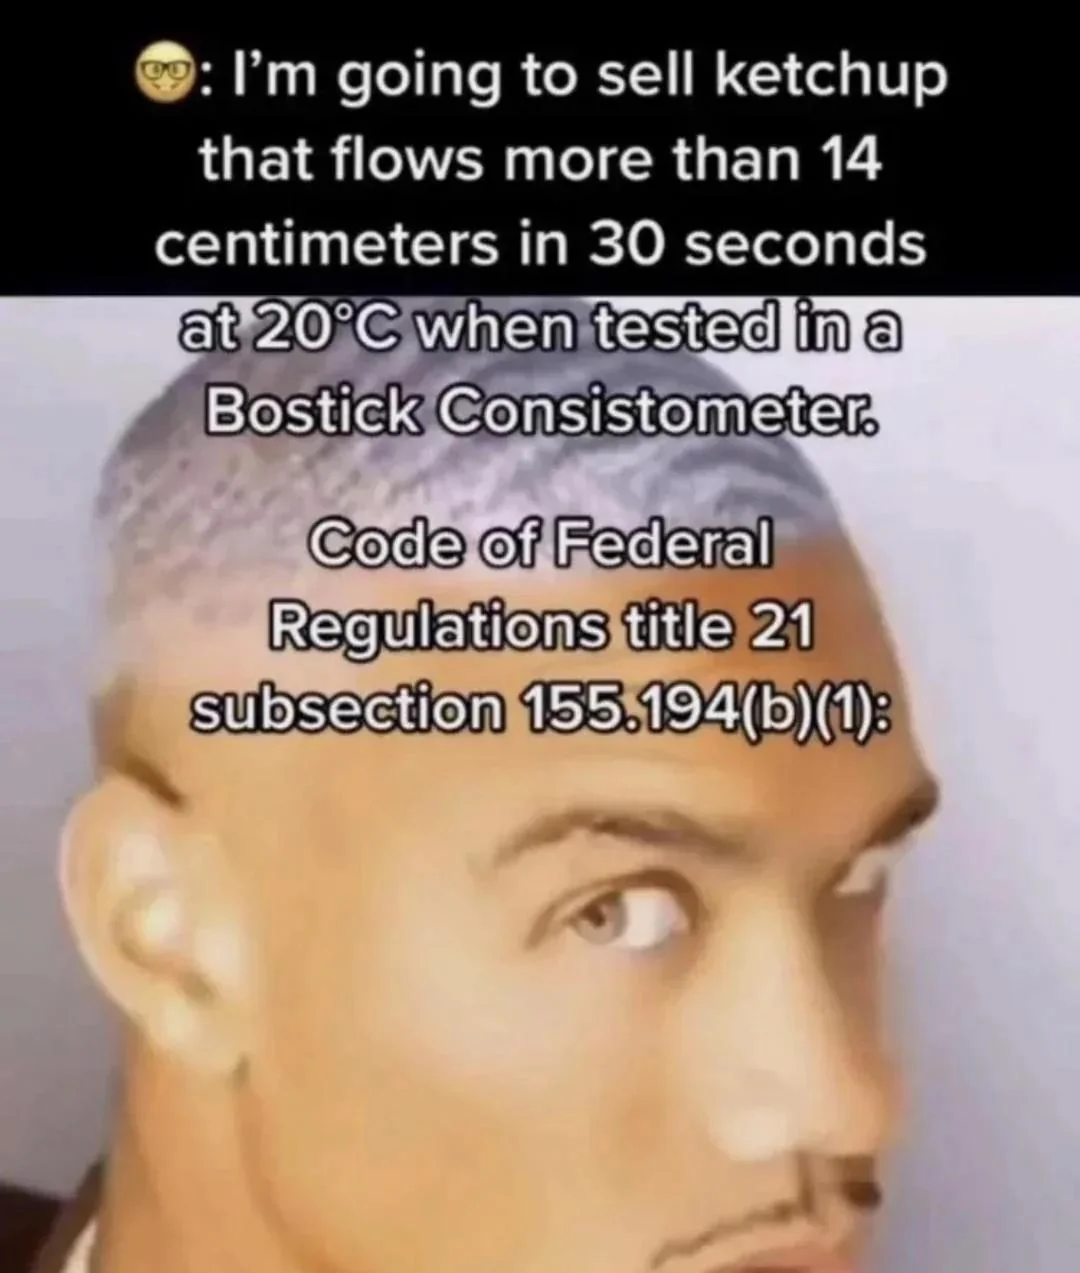 🤓: I'm going to sell ketchup
that flows more than 14
centimeters in 30 seconds
at 20°C when tested in a
Bostick Consistometer.
Code of Federal
Regulations title 21
subsection 155.194(b)(1):